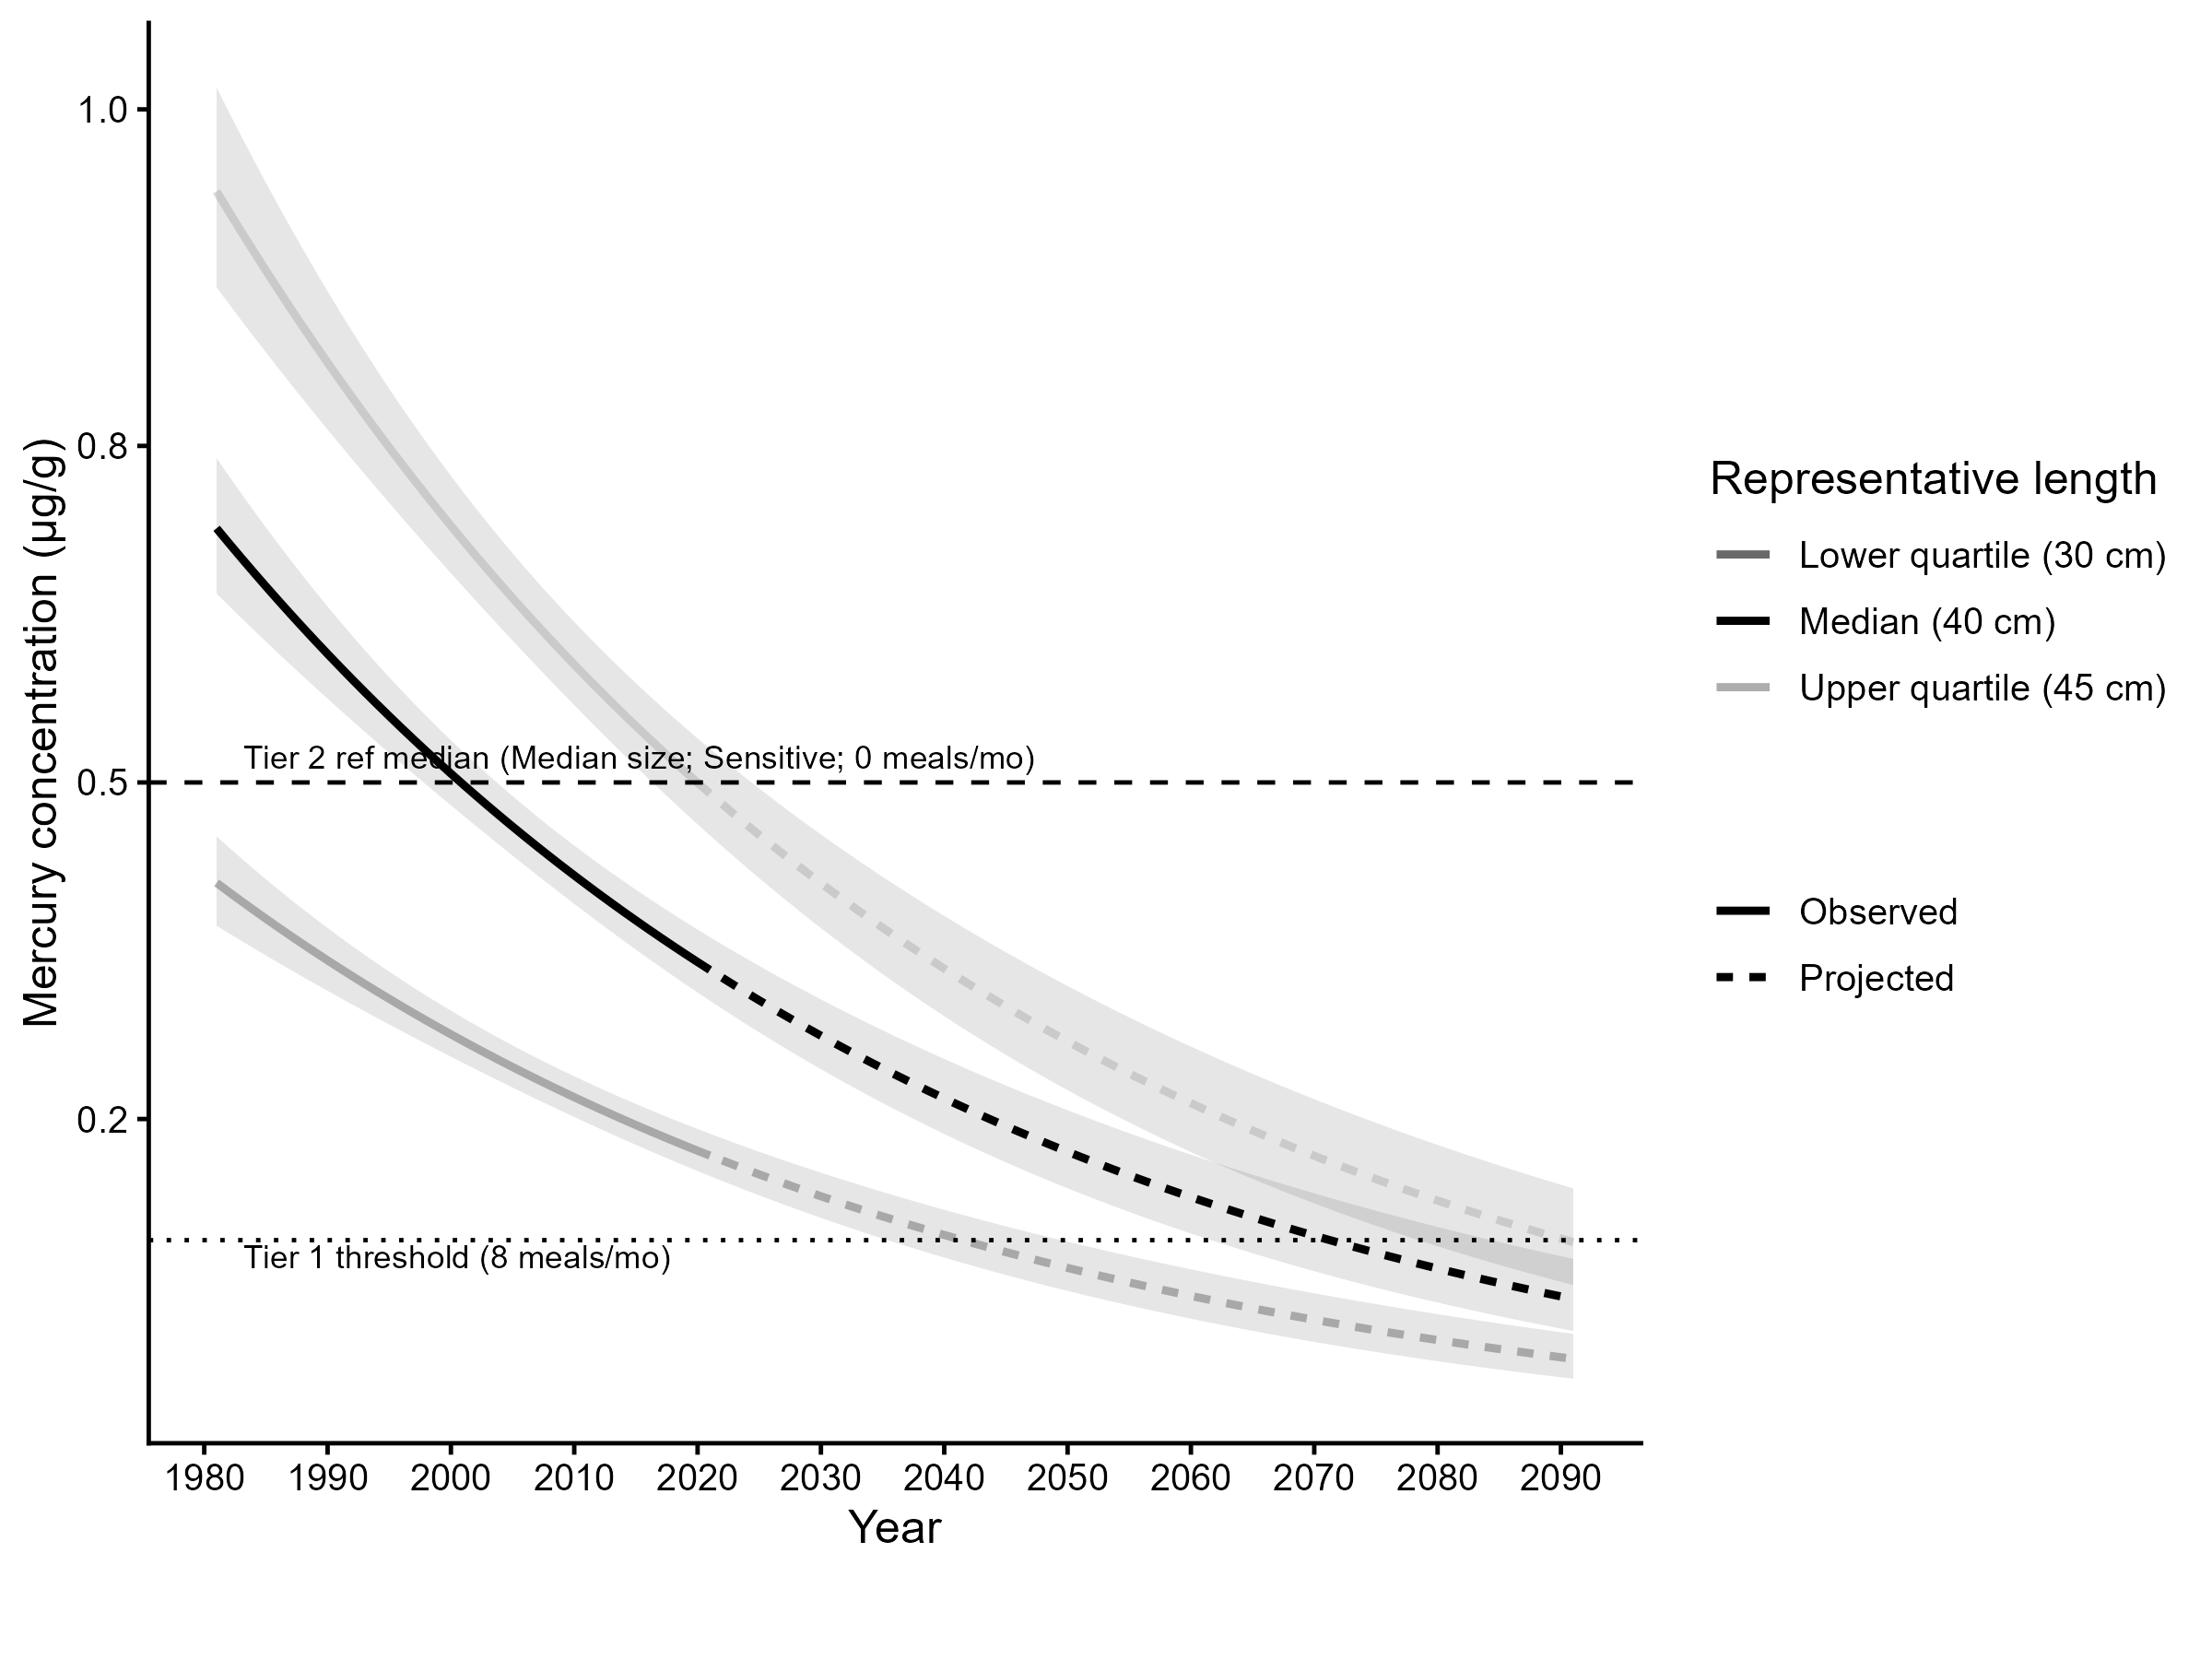 Mercury concentration (µg/g)
1.0
0.8
0.5
0.2
Tier 2 ref median (Median size; Sensitive; 0 meals/mo)
Tier 1 threshold (8 meals/mo)
1980 1990 2000 2010 2020 2030 2040 2050 2060 2070 2080 2090
Year
Representative length
Lower quartile (30 cm)
Median (40 cm)
Upper quartile (45 cm)
Observed
Projected